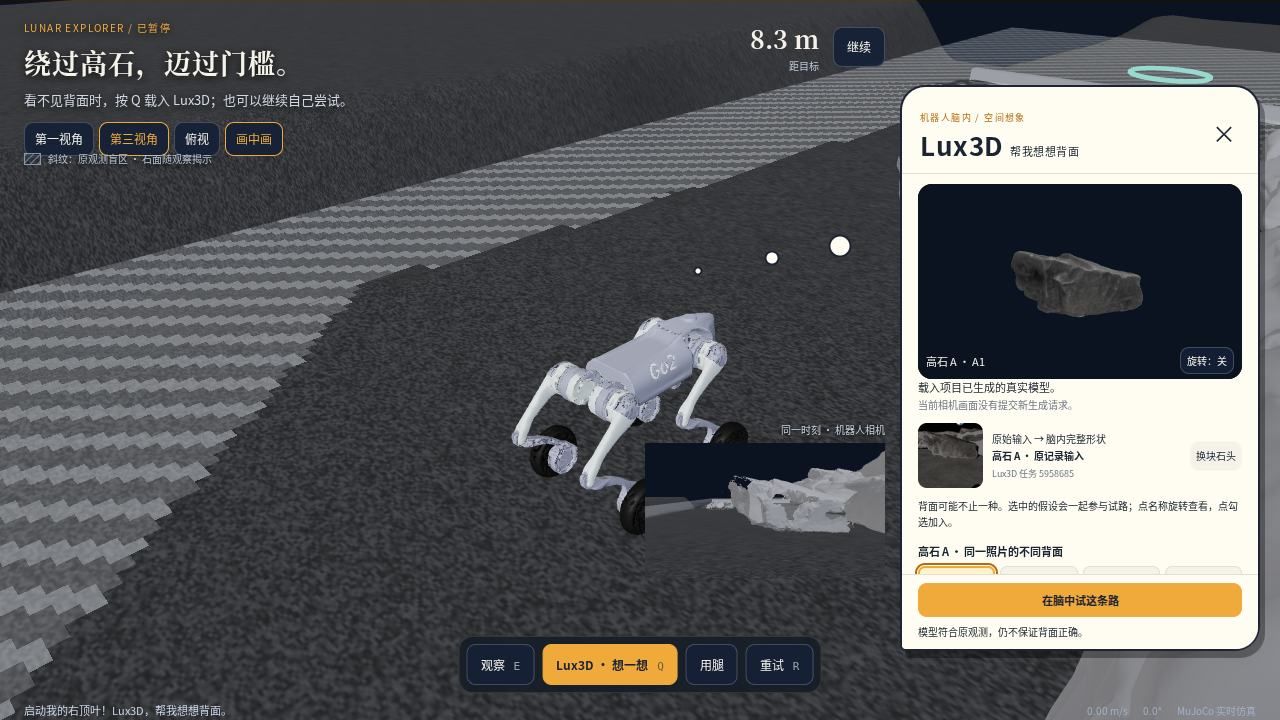 LUNAR EXPLORER / 已暂停
绕过高石，迈过门槛。
看不见背面时，按 Q 载入 Lux3D；也可以继续自己尝试。
第一视角 第三视角 俯视 画中画
斜纹：原观测盲区 · 石面随观察揭示
8.3 m
距目标
继续
Go2
同一时刻 · 机器人相机
机器人脑内 / 空间想象
Lux3D 帮我想想背面
高石 A · A1
旋转：关
载入项目已生成的真实模型。
当前相机画面没有提交新生成请求。
原始输入 → 脑内完整形状
高石 A · 原记录输入
Lux3D 任务 5958685
换块石头
背面可能不止一种。选中的假设会一起参与试路；点名称旋转查看，点勾
选加入。
高石 A · 同一照片的不同背面
在脑中试这条路
模型符合原观测，仍不保证背面正确。
观察 E
Lux3D · 想一想 Q
用腿
重试 R
启动我的右顶叶！Lux3D，帮我想想背面。
0.00 m/s 0.0° MuJoCo 实时仿真